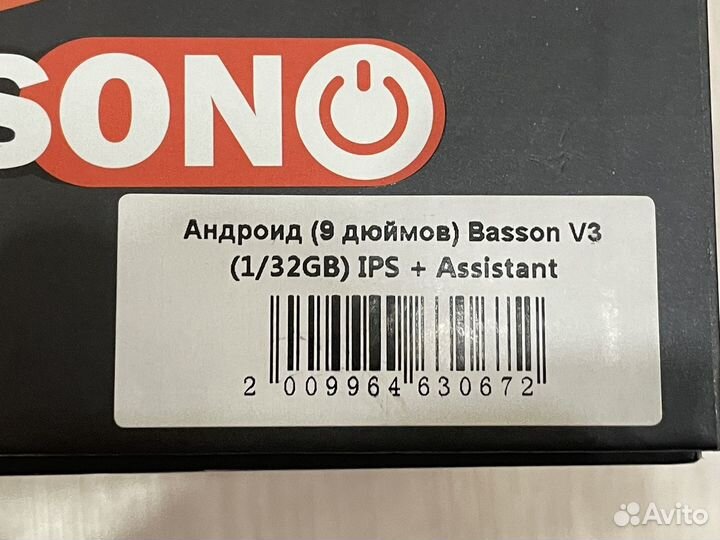 SON
Андроид (9 дюймов) Basson V3
(1/32GB) IPS + Assistant
2 009964 630672
Avito